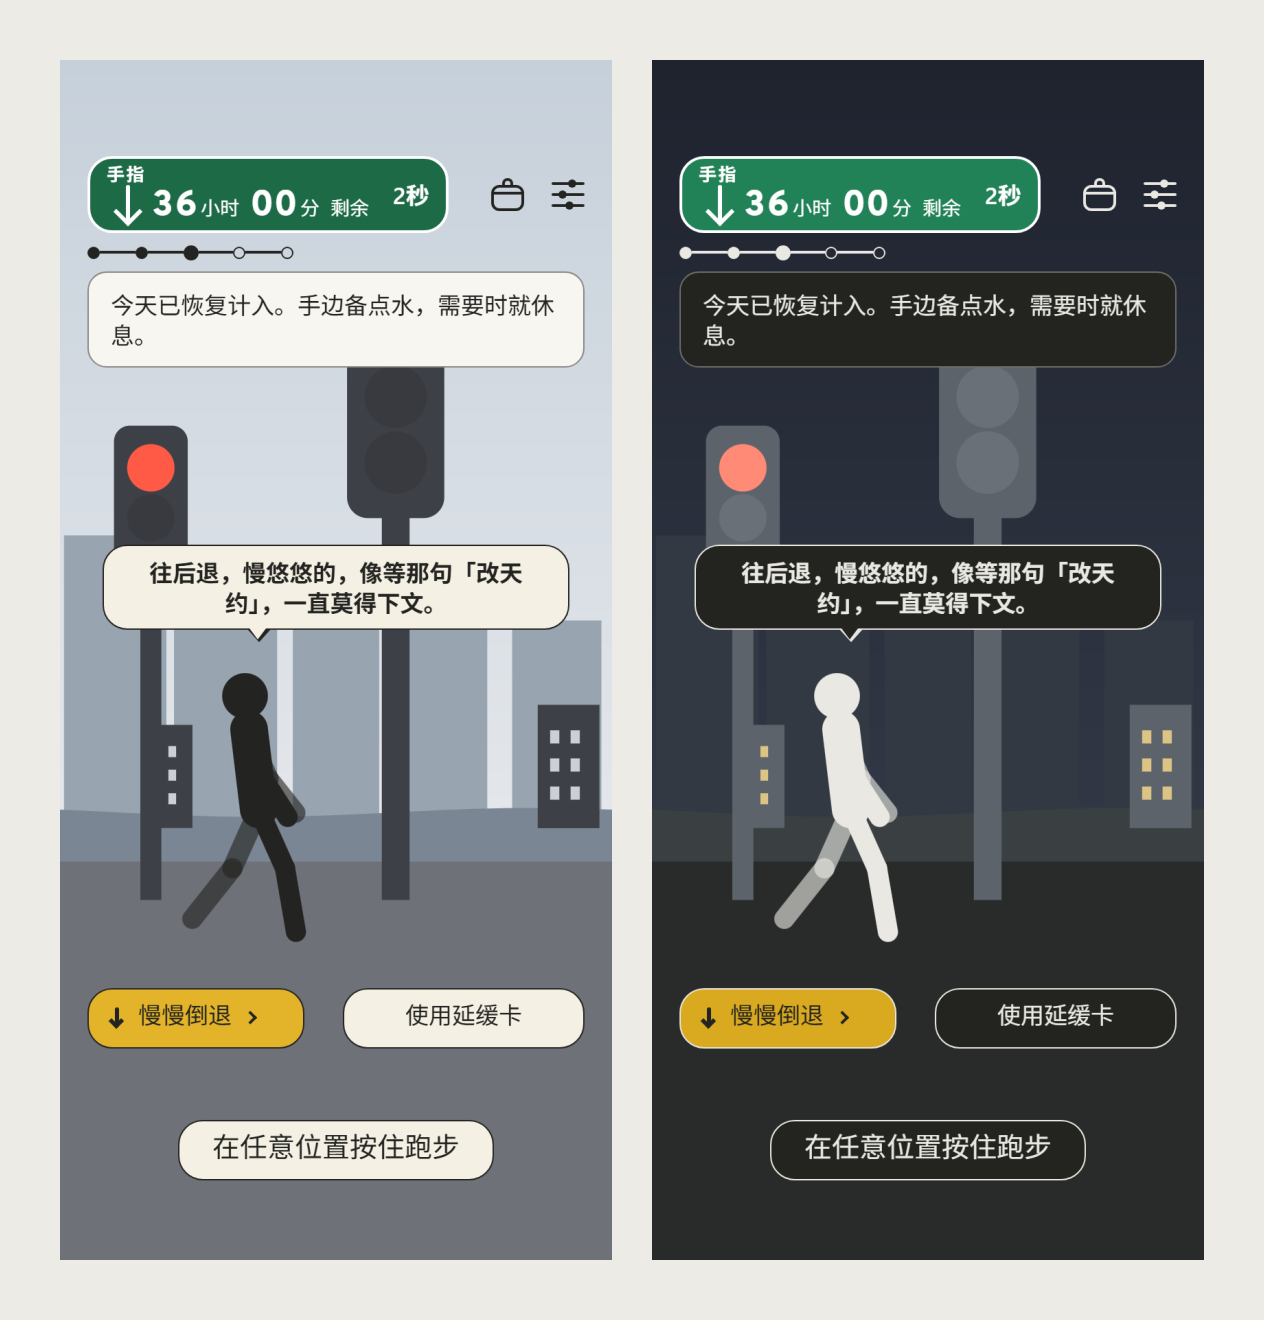 手指
36小时 00分 剩余 2秒
今天已恢复计入。手边备点水，需要时就休
息。
往后退，慢悠悠的，像等那句「改天
约」，一直莫得下文。
慢慢倒退
使用延缓卡
在任意位置按住跑步
手指
36小时 00分 剩余 2秒
今天已恢复计入。手边备点水，需要时就休
息。
往后退，慢悠悠的，像等那句「改天
约」，一直莫得下文。
慢慢倒退
使用延缓卡
在任意位置按住跑步